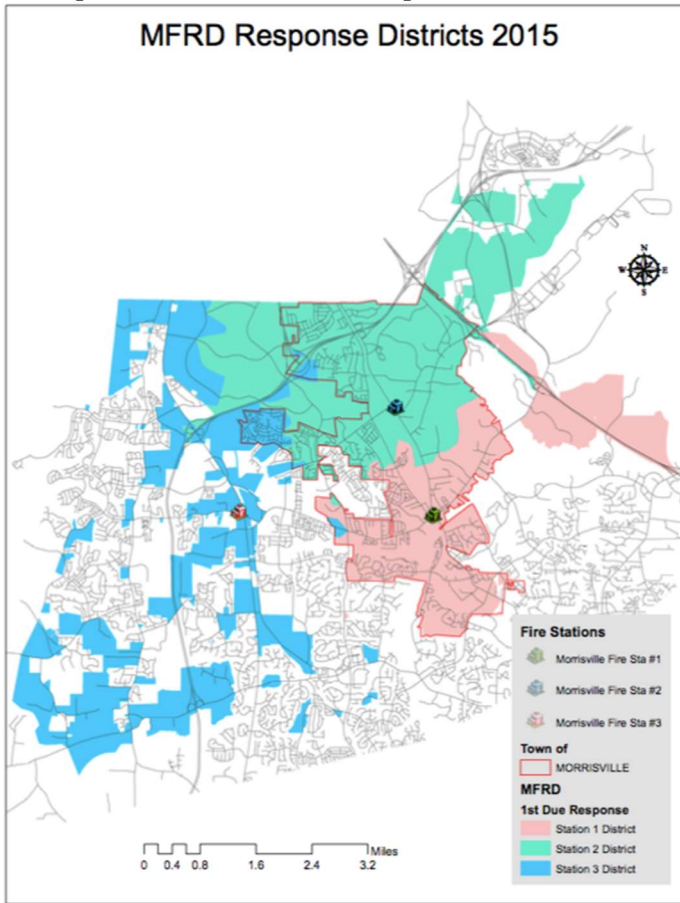 MFRD Response Districts 2015
N
W E
S
Fire Stations
Morrisville Fire Sta #1
Morrisville Fire Sta #2
Morrisville Fire Sta #3
Town of
MORRISVILLE
MFRD
1st Due Response
Station 1 District
Station 2 District
Station 3 District
Miles
0 0.4 0.8 1.6 2.4 3.2